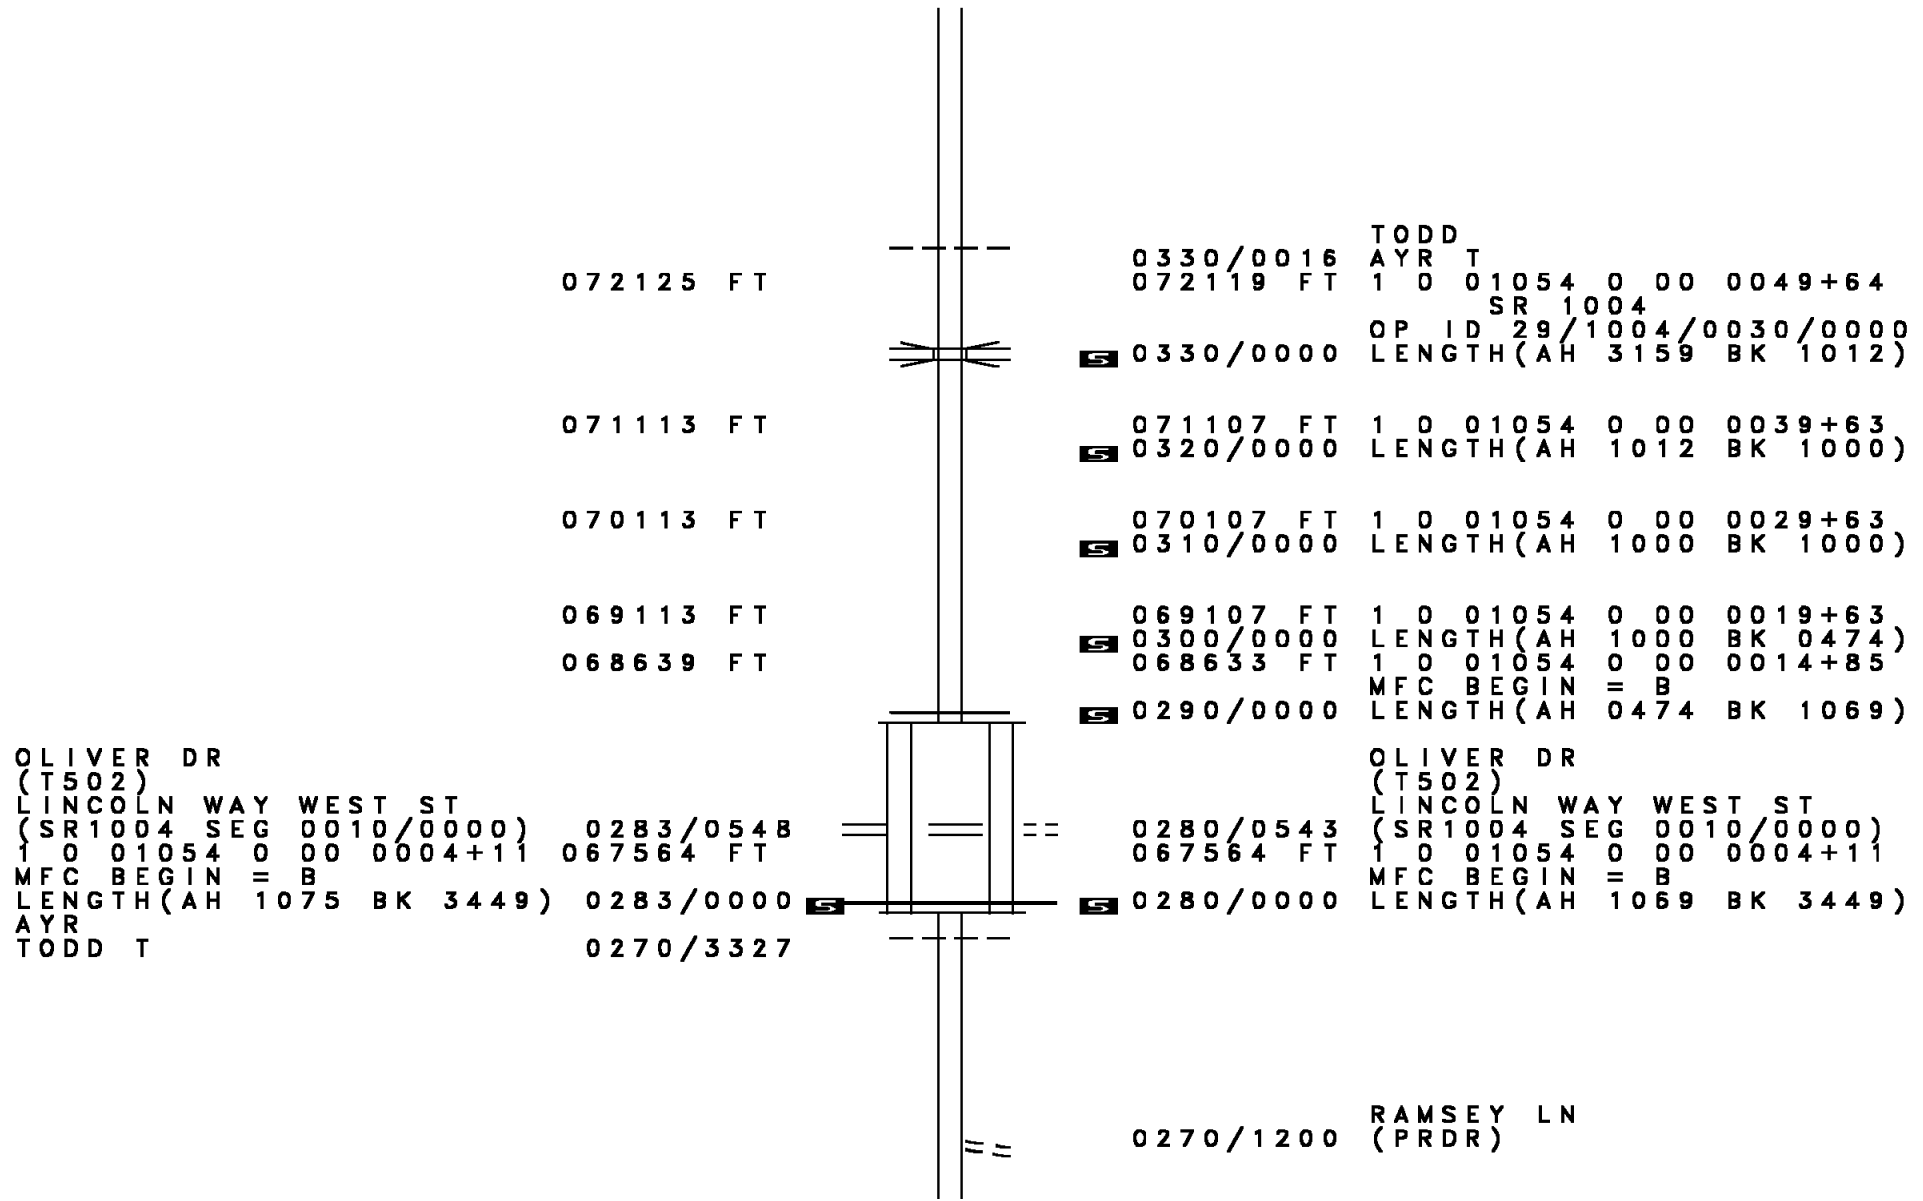 TODD
0330/0016 AYR T
072125 FT 072119 FT 1 0 01054 0 00 0049+64
SR 1004
OP ID 29/1004/0030/0000
S 0330/0000 LENGTH(AH 3159 BK 1012)
071113 FT 071107 FT 1 0 01054 0 00 0039+63
S 0320/0000 LENGTH(AH 1012 BK 1000)
070113 FT 070107 FT 1 0 01054 0 00 0029+63
S 0310/0000 LENGTH(AH 1000 BK 1000)
069113 FT 069107 FT 1 0 01054 0 00 0019+63
S 0300/0000 LENGTH(AH 1000 BK 0474)
068639 FT 068633 FT 1 0 01054 0 00 0014+85
MFC BEGIN = B
S 0290/0000 LENGTH(AH 0474 BK 1069)
OLIVER DR OLIVER DR
(T502) (T502)
LINCOLN WAY WEST ST LINCOLN WAY WEST ST
(SR1004 SEG 0010/0000) 0283/0548 0280/0543 (SR1004 SEG 0010/0000)
1 0 01054 0 00 0004+11 067564 FT 067564 FT 1 0 01054 0 00 0004+11
MFC BEGIN = B MFC BEGIN = B
LENGTH(AH 1075 BK 3449) 0283/0000 S S 0280/0000 LENGTH(AH 1069 BK 3449)
AYR
TODD T 0270/3327
RAMSEY LN
0270/1200 (PRDR)